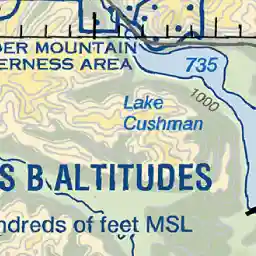 DER MOUNTAIN
ERNESS AREA
735
1000
Lake
Cushman
S B ALTITUDES
ndreds of feet MSL